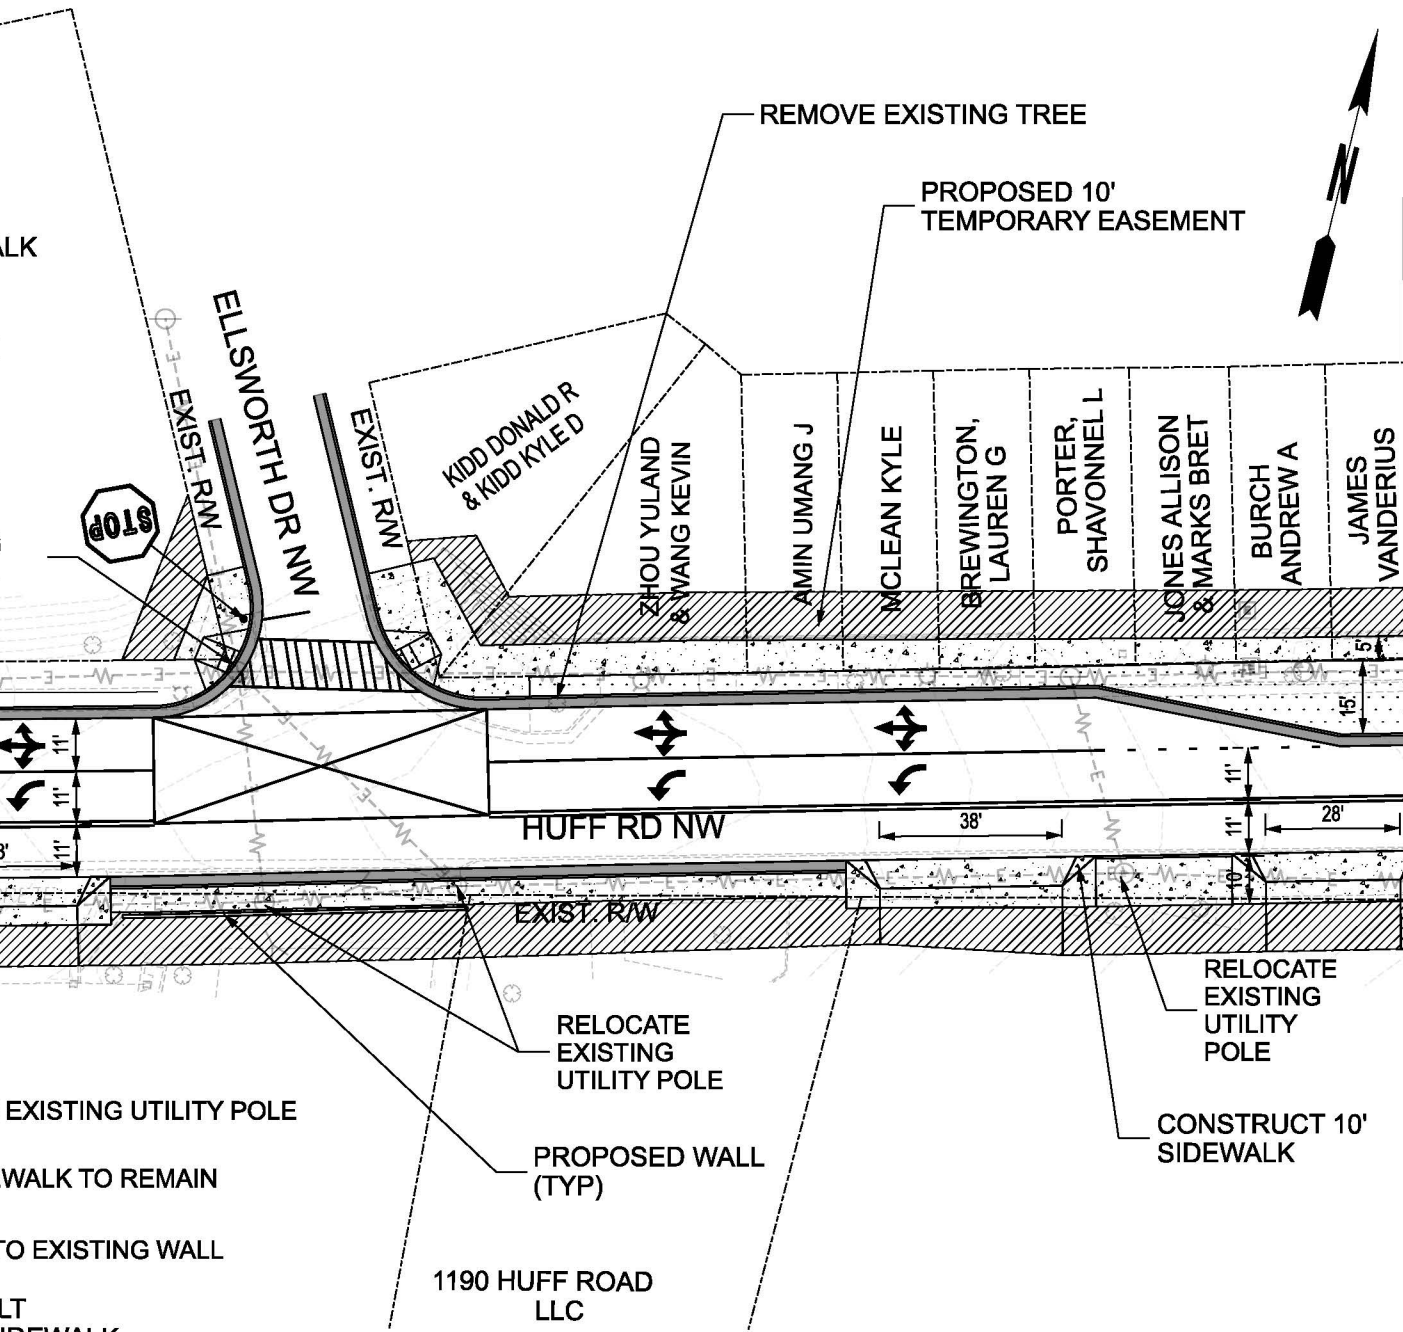 REMOVE EXISTING TREE
PROPOSED 10'
TEMPORARY EASEMENT
ALK
N
ELLSWORTH DR NW
EXIST. R/W
EXIST. R/W
STOP
KIDD DONALD R
& KIDD KYLE D
ZHOU YULAND
& WANG KEVIN
AMIN UMANG J
MCLEAN KYLE
BREWINGTON,
LAUREN G
PORTER,
SHAVONNEL L
JONES ALLISON
& MARKS BRET
BURCH
ANDREW A
JAMES
VANDERIUS
5'
15'
11'
11'
11'
11'
11'
10'
HUFF RD NW
38'
28'
EXIST. R/W
RELOCATE
EXISTING
UTILITY POLE
RELOCATE
EXISTING
UTILITY
POLE
EXISTING UTILITY POLE
PROPOSED WALL
(TYP)
CONSTRUCT 10'
SIDEWALK
WALK TO REMAIN
TO EXISTING WALL
1190 HUFF ROAD
LLC
LT